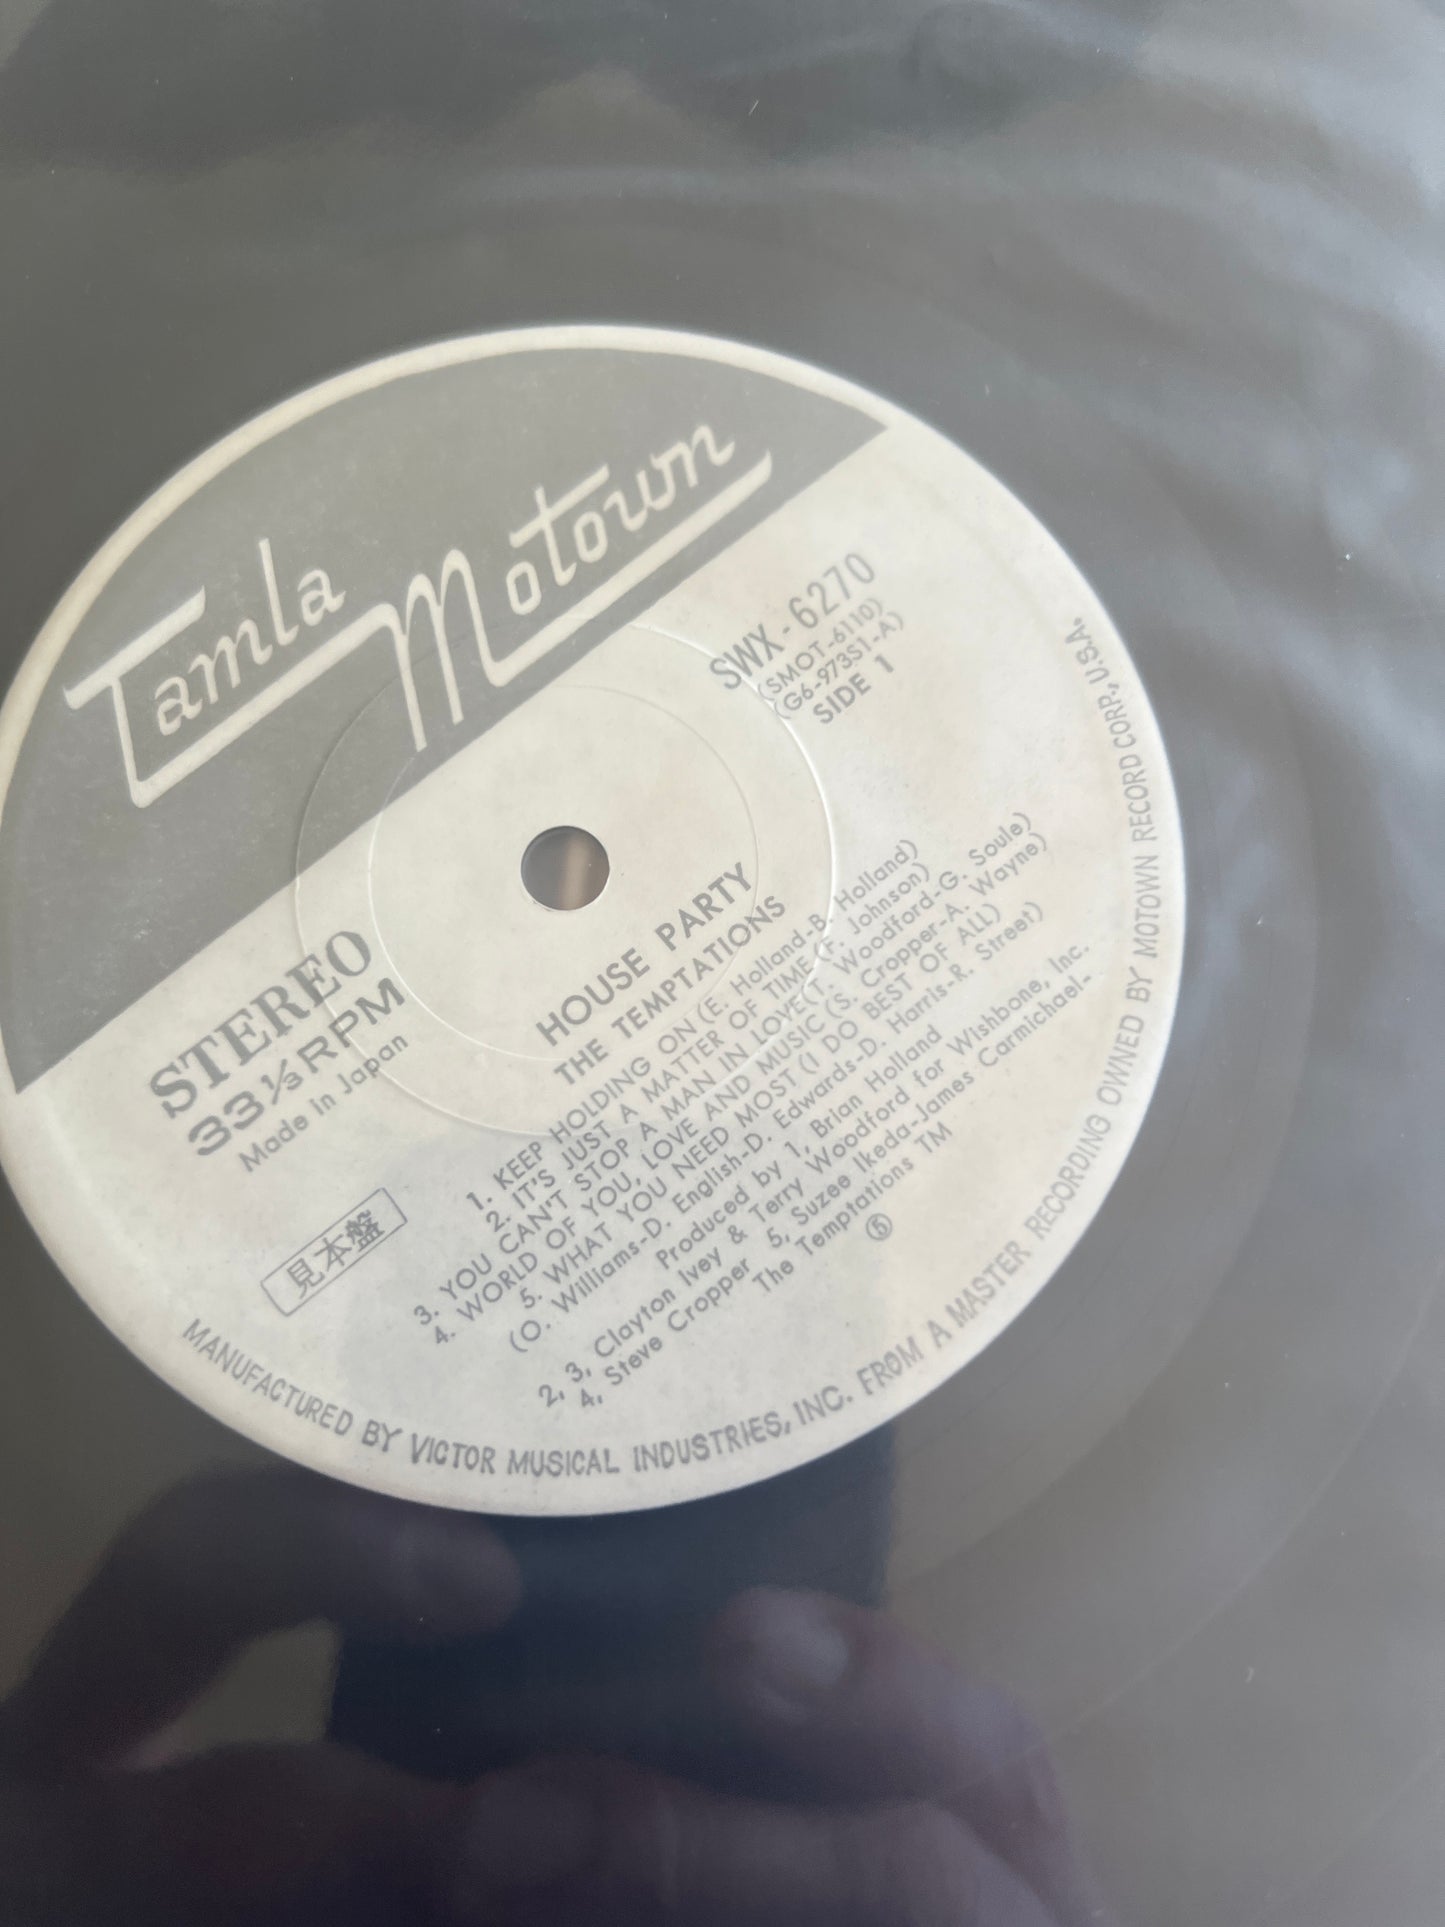 Tamla Motown
SWX-6270
(SMOT-6110)
(G6-973S1-A)
SIDE 1
STEREO
33 1/3 RPM
Made in Japan
見本盤
HOUSE PARTY
THE TEMPTATIONS
1. KEEP HOLDING ON (E. Holland-B. Holland)
2. IT'S JUST A MATTER OF TIME (F. Johnson)
3. YOU CAN'T STOP A MAN IN LOVE (T. Woodford-G. Soule)
4. WORLD OF YOU, LOVE AND MUSIC (S. Cropper-A. Wayne)
5. WHAT YOU NEED MOST (I DO BEST OF ALL)
(O. Williams-D. English-D. Edwards-D. Harris-R. Street)
Produced by 1, Brian Holland
2, 3, Clayton Ivey & Terry Woodford for Wishbone, Inc.
4, Steve Cropper 5, Suzee Ikeda-James Carmichael-
The Temptations TM
MANUFACTURED BY VICTOR MUSICAL INDUSTRIES, INC. FROM A MASTER RECORDING OWNED BY MOTOWN RECORD CORP., U.S.A.